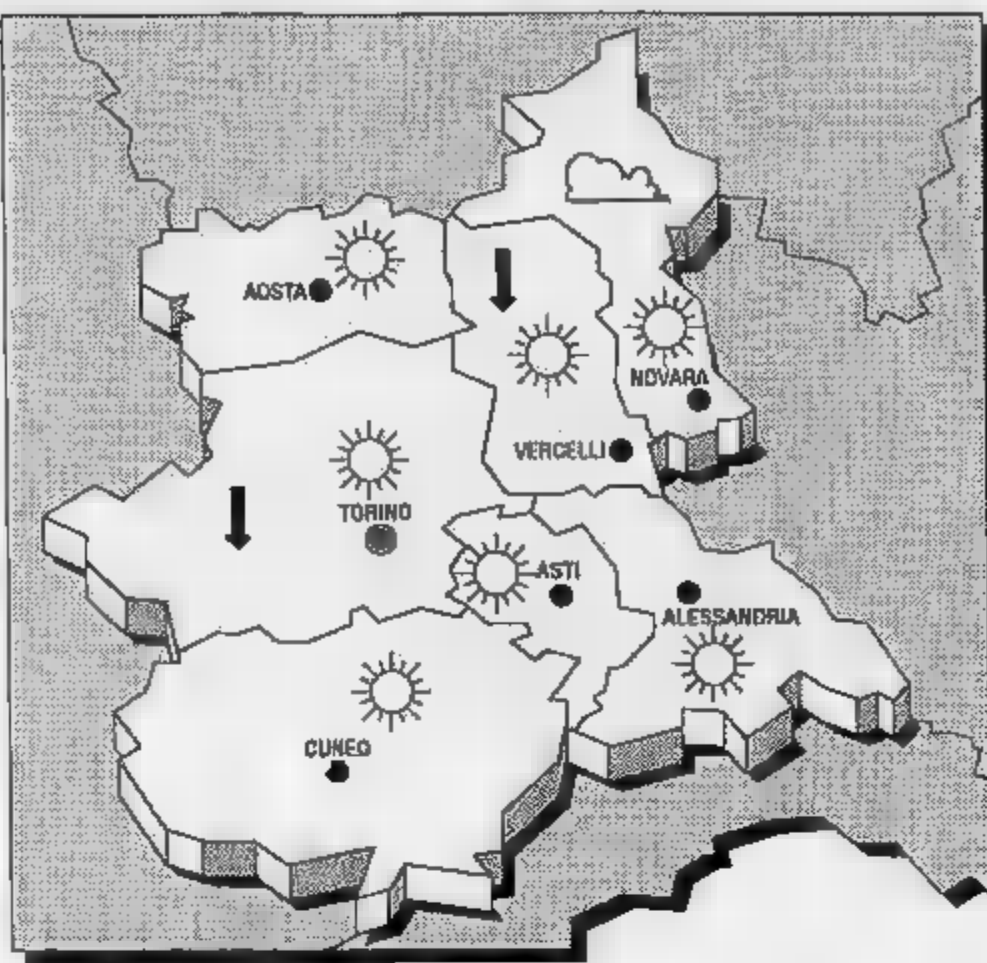 AOSTA
NOVARA
VERCELLI
TORINO
ASTI
ALESSANDRIA
CUNEO